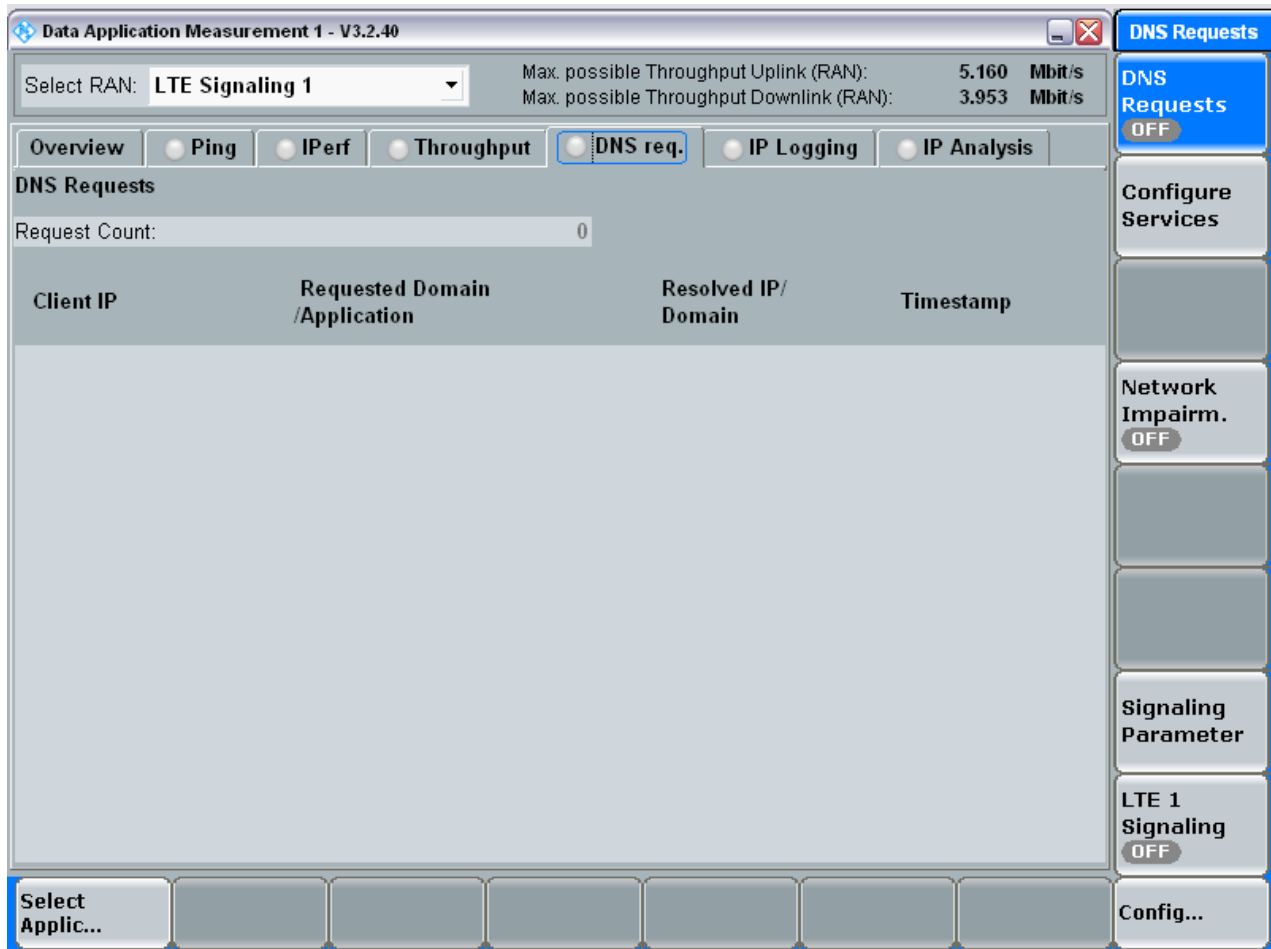 Data Application Measurement 1 - V3.2.40
DNS Requests
Select RAN: LTE Signaling 1
Max. possible Throughput Uplink (RAN): 5.160 Mbit/s
Max. possible Throughput Downlink (RAN): 3.953 Mbit/s
Overview Ping IPerf Throughput DNS req. IP Logging IP Analysis
DNS Requests
Request Count: 0
Client IP
Requested Domain
/Application
Resolved IP/
Domain
Timestamp
DNS
Requests
OFF
Configure
Services
Network
Impairm.
OFF
Signaling
Parameter
LTE 1
Signaling
OFF
Select
Applic...
Config...